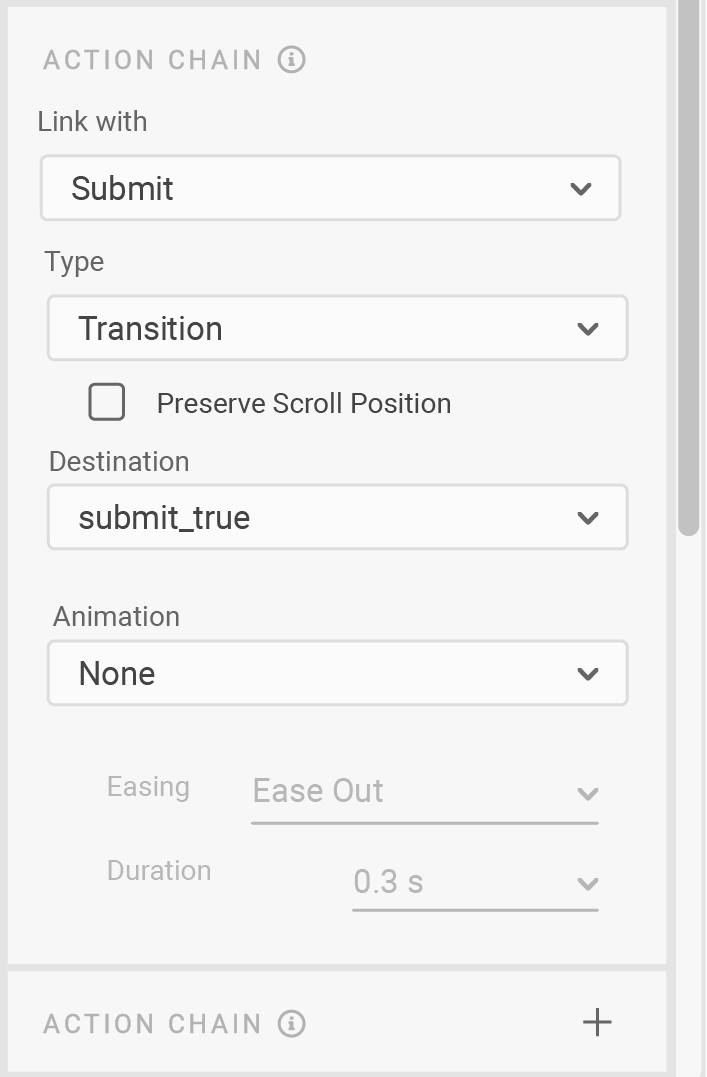 ACTION CHAIN
Link with
Submit
Type
Transition
Preserve Scroll Position
Destination
submit_true
Animation
None
Easing Ease Out
Duration 0.3 s
ACTION CHAIN